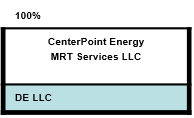 100%
CenterPoint Energy
MRT Services LLC
DE LLC